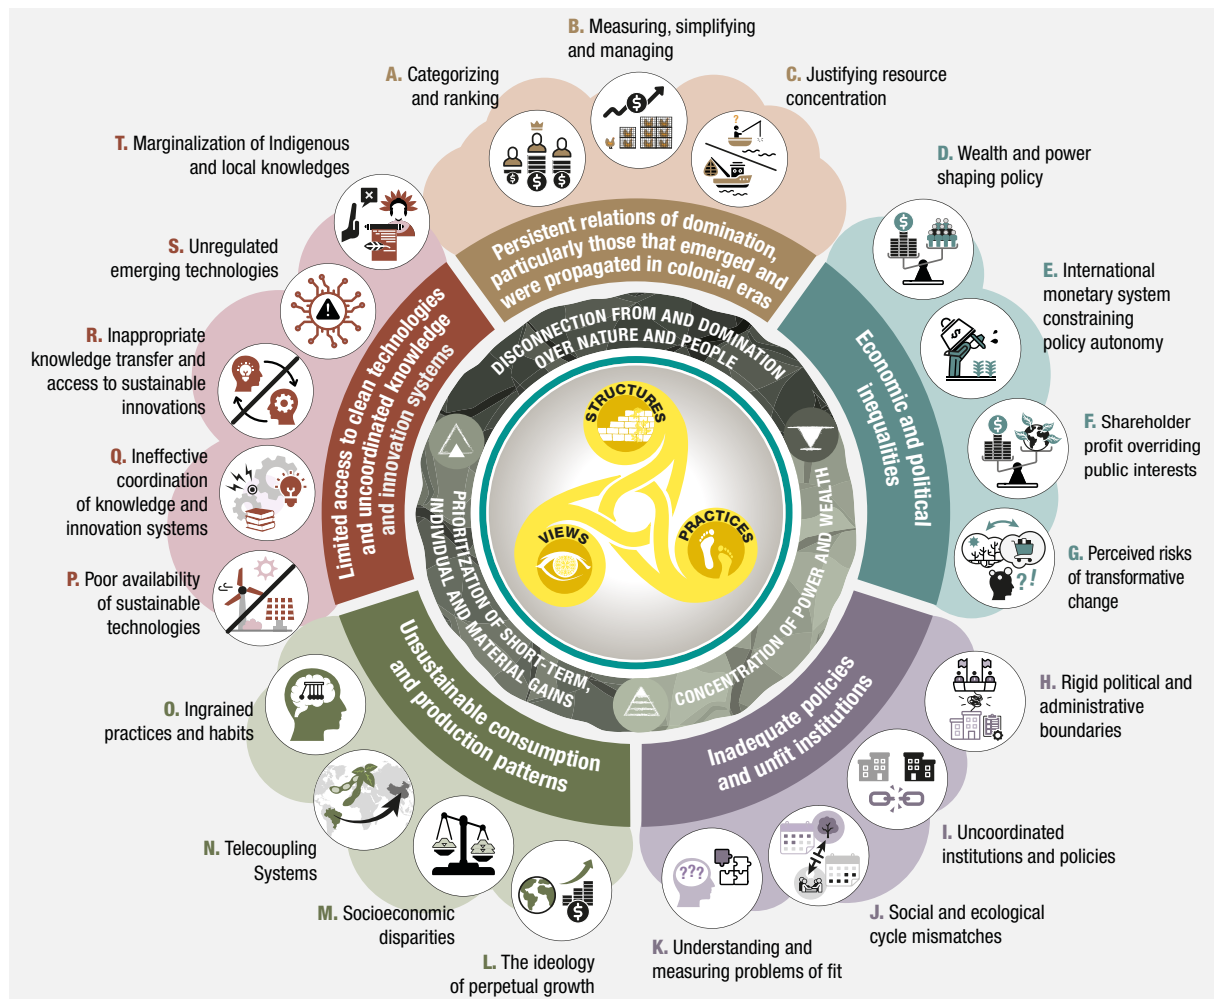 B. Measuring, simplifying
and managing
A. Categorizing
and ranking
C. Justifying resource
concentration
T. Marginalization of Indigenous
and local knowledges
D. Wealth and power
shaping policy
S. Unregulated
emerging technologies
E. International
monetary system
constraining
policy autonomy
R. Inappropriate
knowledge transfer and
access to sustainable
innovations
F. Shareholder
profit overriding
public interests
Q. Ineffective
coordination
of knowledge and
innovation systems
G. Perceived risks
of transformative
change
P. Poor availability
of sustainable
technologies
H. Rigid political and
administrative
boundaries
O. Ingrained
practices and habits
I. Uncoordinated
institutions and policies
N. Telecoupling
Systems
J. Social and ecological
cycle mismatches
M. Socioeconomic
disparities
K. Understanding and
measuring problems of fit
L. The ideology
of perpetual growth
Persistent relations of domination,
particularly those that emerged and
were propagated in colonial eras
Economic and political
inequalities
Inadequate policies
and unfit institutions
Unsustainable consumption
and production patterns
Limited access to clean technologies
and uncoordinated knowledge
and innovation systems
DISCONNECTION FROM AND DOMINATION
OVER NATURE AND PEOPLE
CONCENTRATION OF POWER AND WEALTH
PRIORITIZATION OF SHORT-TERM,
INDIVIDUAL AND MATERIAL GAINS
STRUCTURES
PRACTICES
VIEWS
$
$ $ $
?
$
$
$
?!
???
$
x